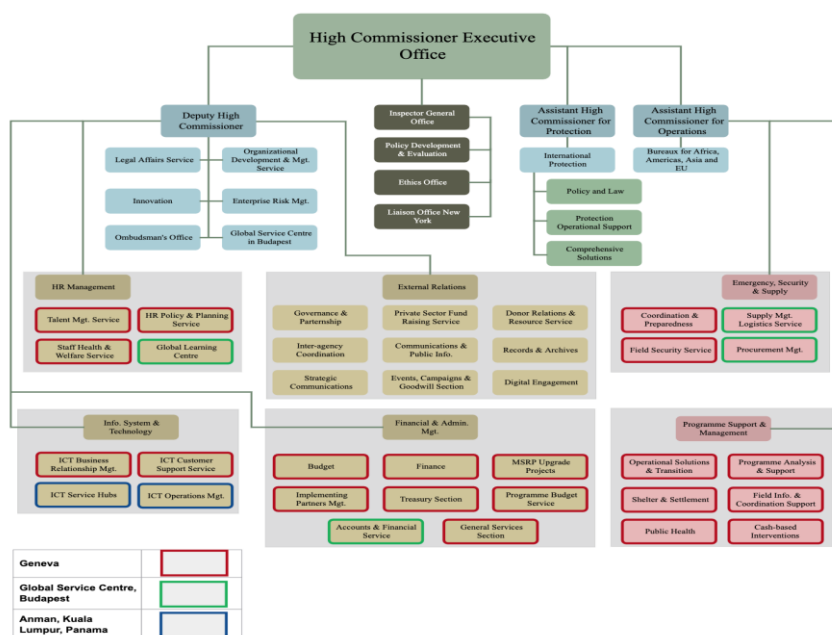 High Commissioner Executive
Office
Deputy High
Commissioner
Inspector General
Office
Assistant High
Commissioner for
Protection
Assistant High
Commissioner for
Operations
Legal Affairs Service
Organizational
Development & Mgt.
Service
Policy Development
& Evaluation
International
Protection
Bureaux for Africa,
Americas, Asia and
EU
Innovation
Enterprise Risk Mgt.
Ethics Office
Policy and Law
Ombudsman's Office
Global Service Centre
in Budapest
Liaison Office New
York
Protection
Operational Support
Comprehensive
Solutions
HR Management
External Relations
Emergency, Security
& Supply
Talent Mgt. Service
HR Policy & Planning
Service
Governance &
Parternship
Private Sector Fund
Raising Service
Donor Relations &
Resource Service
Coordination &
Preparedness
Supply Mgt.
Logistics Service
Staff Health &
Welfare Service
Global Learning
Centre
Inter-agency
Coordination
Communications &
Public Info.
Records & Archives
Field Security Service
Procurement Mgt.
Strategic
Communications
Events, Campaigns &
Goodwill Section
Digital Engagement
Info. System &
Technology
Financial & Admin.
Mgt.
Programme Support &
Management
ICT Business
Relationship Mgt.
ICT Customer
Support Service
Budget
Finance
MSRP Upgrade
Projects
Operational Solutions
& Transition
Programme Analysis &
Support
ICT Service Hubs
ICT Operations Mgt.
Implementing
Partners Mgt.
Treasury Section
Programme Budget
Service
Shelter & Settlement
Field Info. &
Coordination Support
Accounts & Financial
Service
General Services
Section
Public Health
Cash-based
Interventions
Geneva
Global Service Centre,
Budapest
Anman, Kuala
Lumpur, Panama